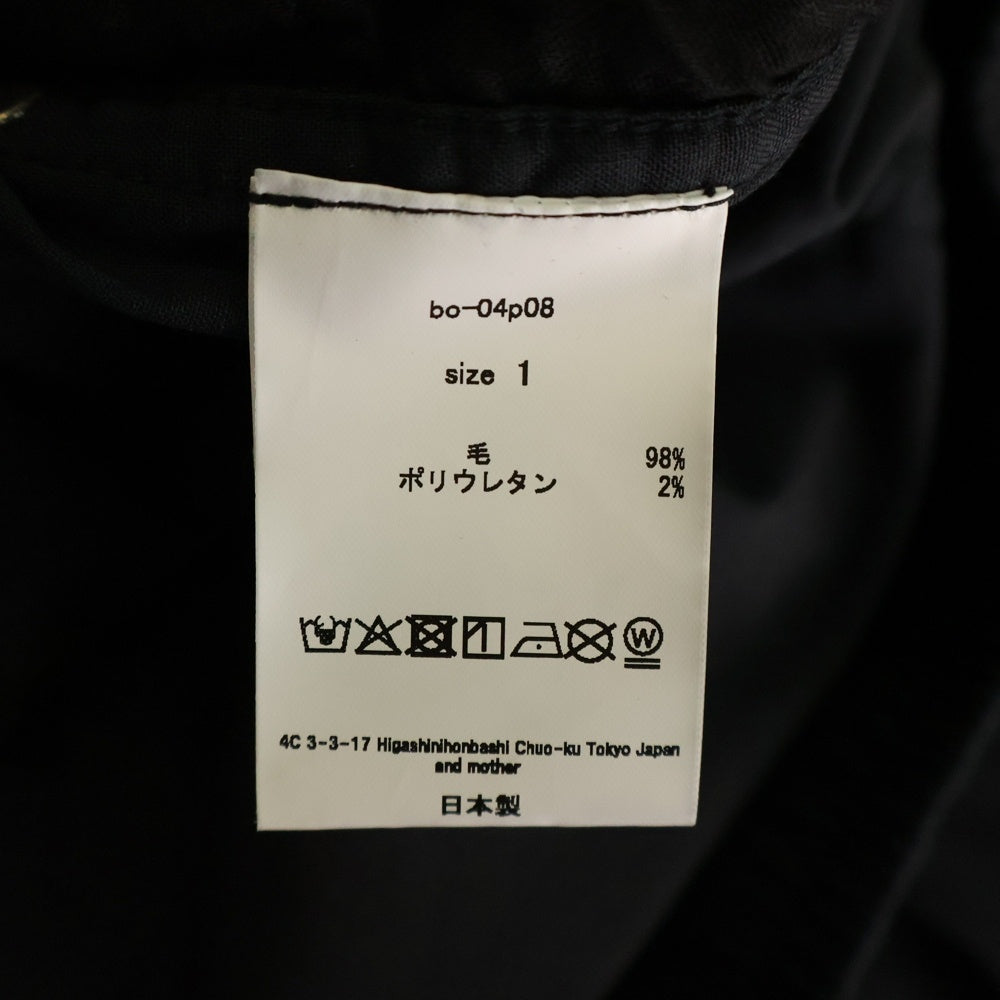 bo-04p08
size 1
毛 98%
ポリウレタン 2%
W
4C 3-3-17 Higashinihonbashi Chuo-ku Tokyo Japan
and mother
日本製